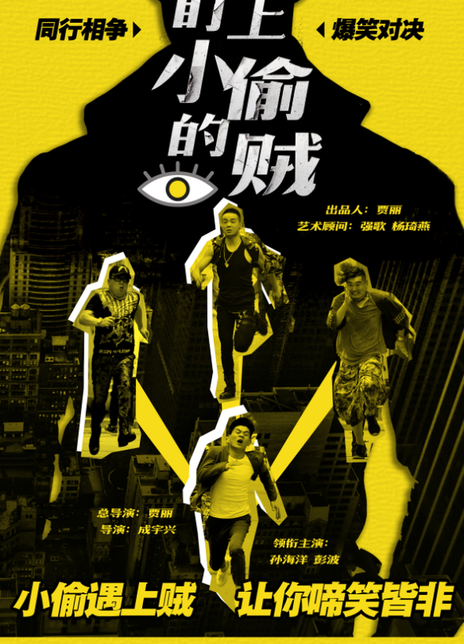 同行相争
爆笑对决
盯上
小偷
的贼
出品人：贾丽
艺术顾问：强歌 杨琦燕
总导演：贾丽
导演：成宇兴
领衔主演：
孙海洋 彭波
小偷遇上贼 让你啼笑皆非